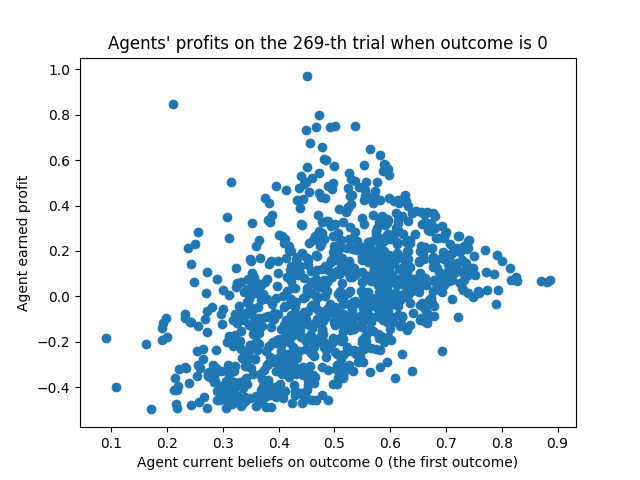 Agents' profits on the 269-th trial when outcome is 0
1.0
0.8
0.6
0.4
0.2
0.0
−0.2
−0.4
Agent earned profit
0.1 0.2 0.3 0.4 0.5 0.6 0.7 0.8 0.9
Agent current beliefs on outcome 0 (the first outcome)